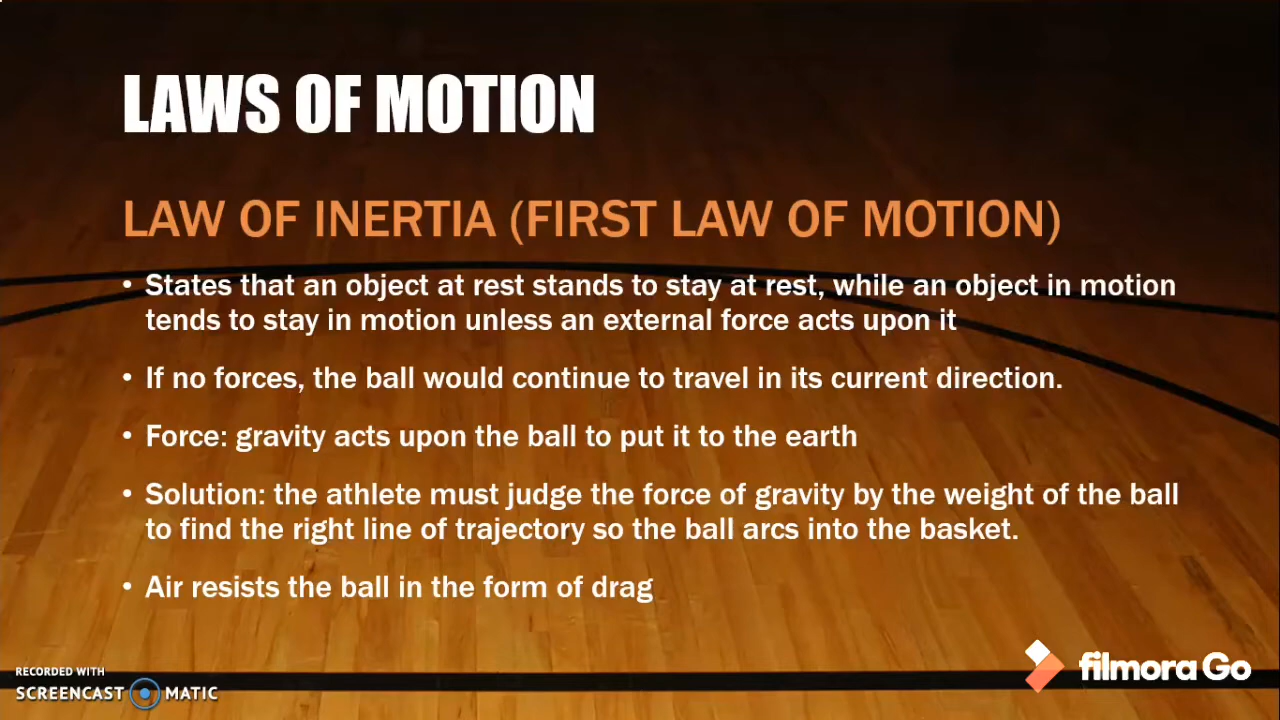 LAWS OF MOTION
LAW OF INERTIA (FIRST LAW OF MOTION)
• States that an object at rest stands to stay at rest, while an object in motion
tends to stay in motion unless an external force acts upon it
• If no forces, the ball would continue to travel in its current direction.
• Force: gravity acts upon the ball to put it to the earth
• Solution: the athlete must judge the force of gravity by the weight of the ball
to find the right line of trajectory so the ball arcs into the basket.
• Air resists the ball in the form of drag
RECORDED WITH
SCREENCAST MATIC
filmora Go